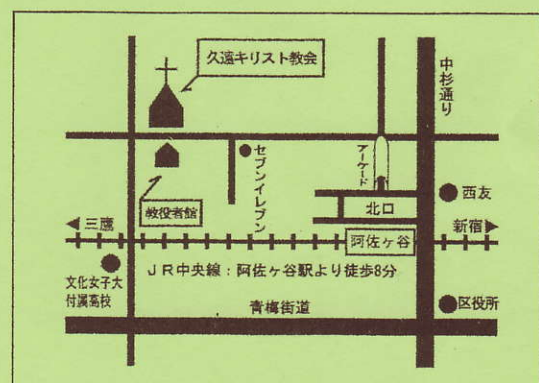 久遠キリスト教会
中杉通り
セブンイレブン
アーケード
西友
教役者館
北口
三鷹
新宿
阿佐ヶ谷
JR中央線：阿佐ヶ谷駅より徒歩8分
文化女子大
付属高校
青梅街道
区役所